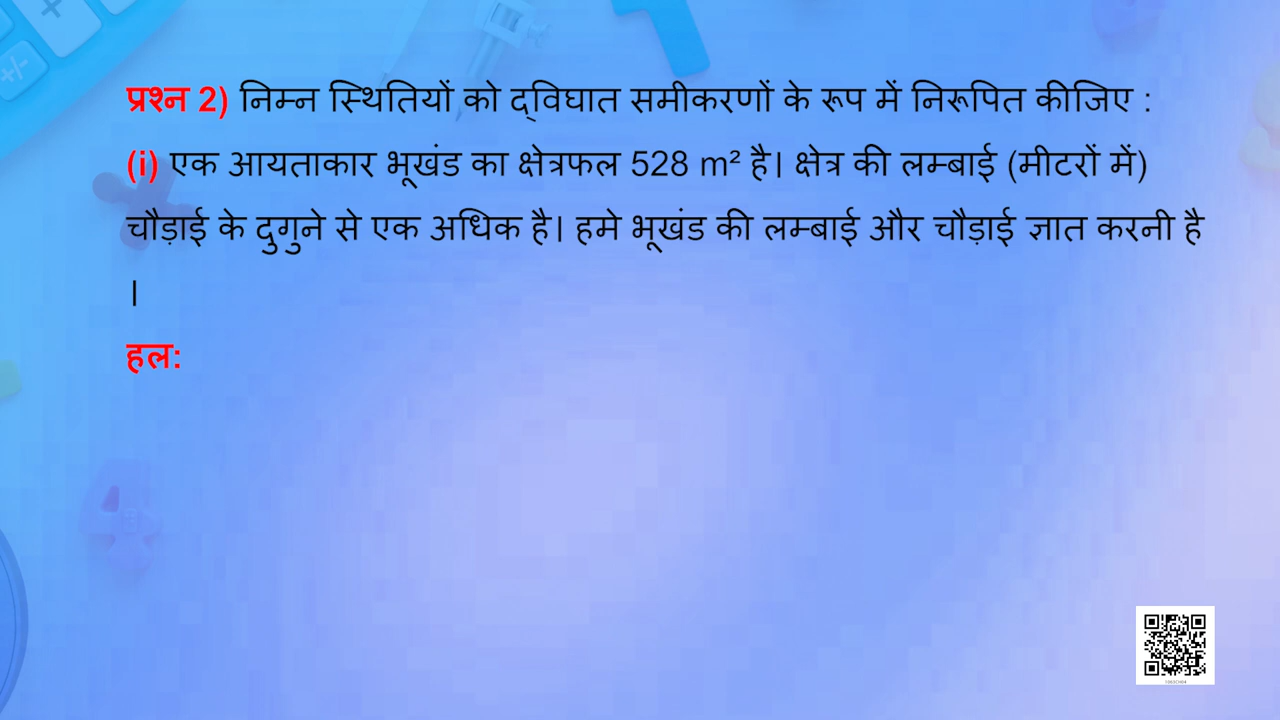 प्रश्न 2) निम्न स्थितियों को द्विघात समीकरणों के रूप में निरूपित कीजिए :
(i) एक आयताकार भूखंड का क्षेत्रफल 528 m² है। क्षेत्र की लम्बाई (मीटरों में)
चौड़ाई के दुगुने से एक अधिक है। हमे भूखंड की लम्बाई और चौड़ाई ज्ञात करनी है
।
हल: